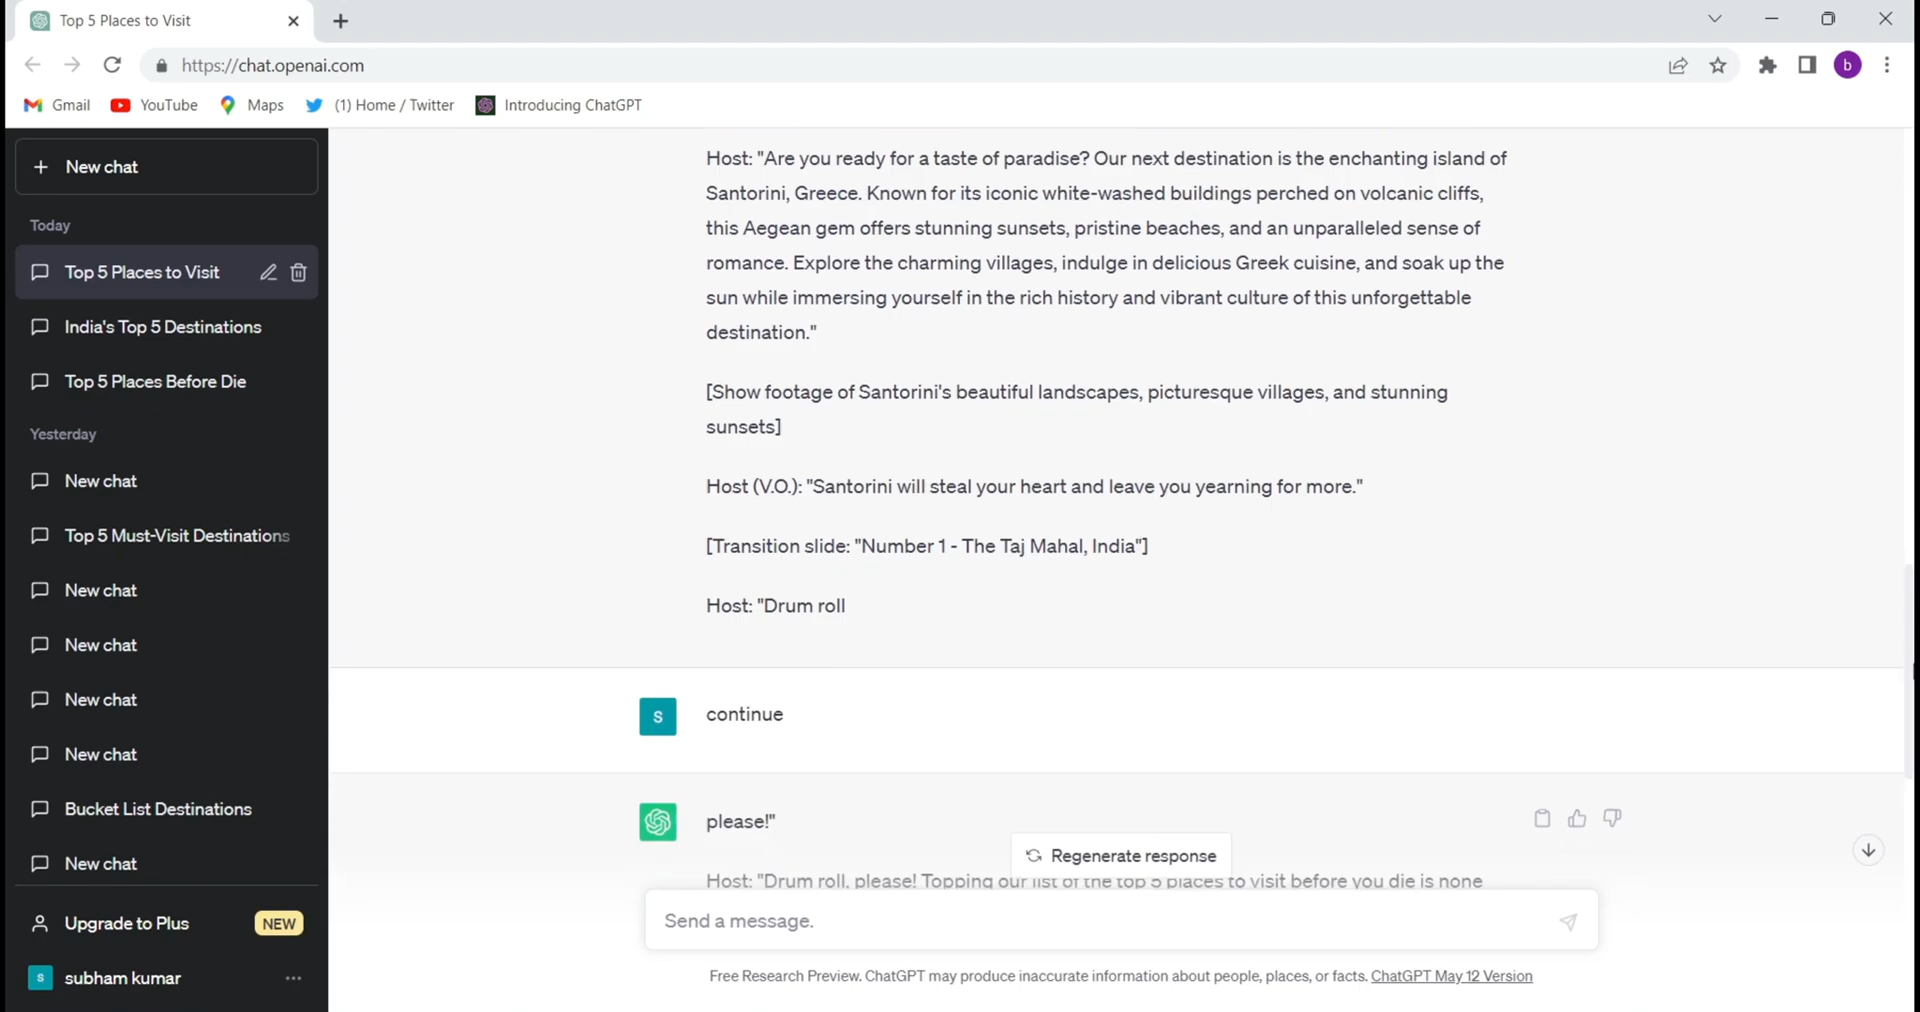 Top 5 Places to Visit
https://chat.openai.com
b
Gmail
YouTube
Maps
(1) Home / Twitter
Introducing ChatGPT
New chat
Today
Top 5 Places to Visit
India's Top 5 Destinations
Top 5 Places Before Die
Yesterday
New chat
Top 5 Must-Visit Destinations
New chat
New chat
New chat
New chat
Bucket List Destinations
New chat
Upgrade to Plus
NEW
s
subham kumar
Host: "Are you ready for a taste of paradise? Our next destination is the enchanting island of
Santorini, Greece. Known for its iconic white-washed buildings perched on volcanic cliffs,
this Aegean gem offers stunning sunsets, pristine beaches, and an unparalleled sense of
romance. Explore the charming villages, indulge in delicious Greek cuisine, and soak up the
sun while immersing yourself in the rich history and vibrant culture of this unforgettable
destination."
[Show footage of Santorini's beautiful landscapes, picturesque villages, and stunning
sunsets]
Host (V.O.): "Santorini will steal your heart and leave you yearning for more."
[Transition slide: "Number 1 - The Taj Mahal, India"]
Host: "Drum roll
S
continue
please!"
Regenerate response
Host: "Drum roll, please! Topping our list of the top 5 places to visit before you die is none
Send a message.
Free Research Preview. ChatGPT may produce inaccurate information about people, places, or facts. ChatGPT May 12 Version